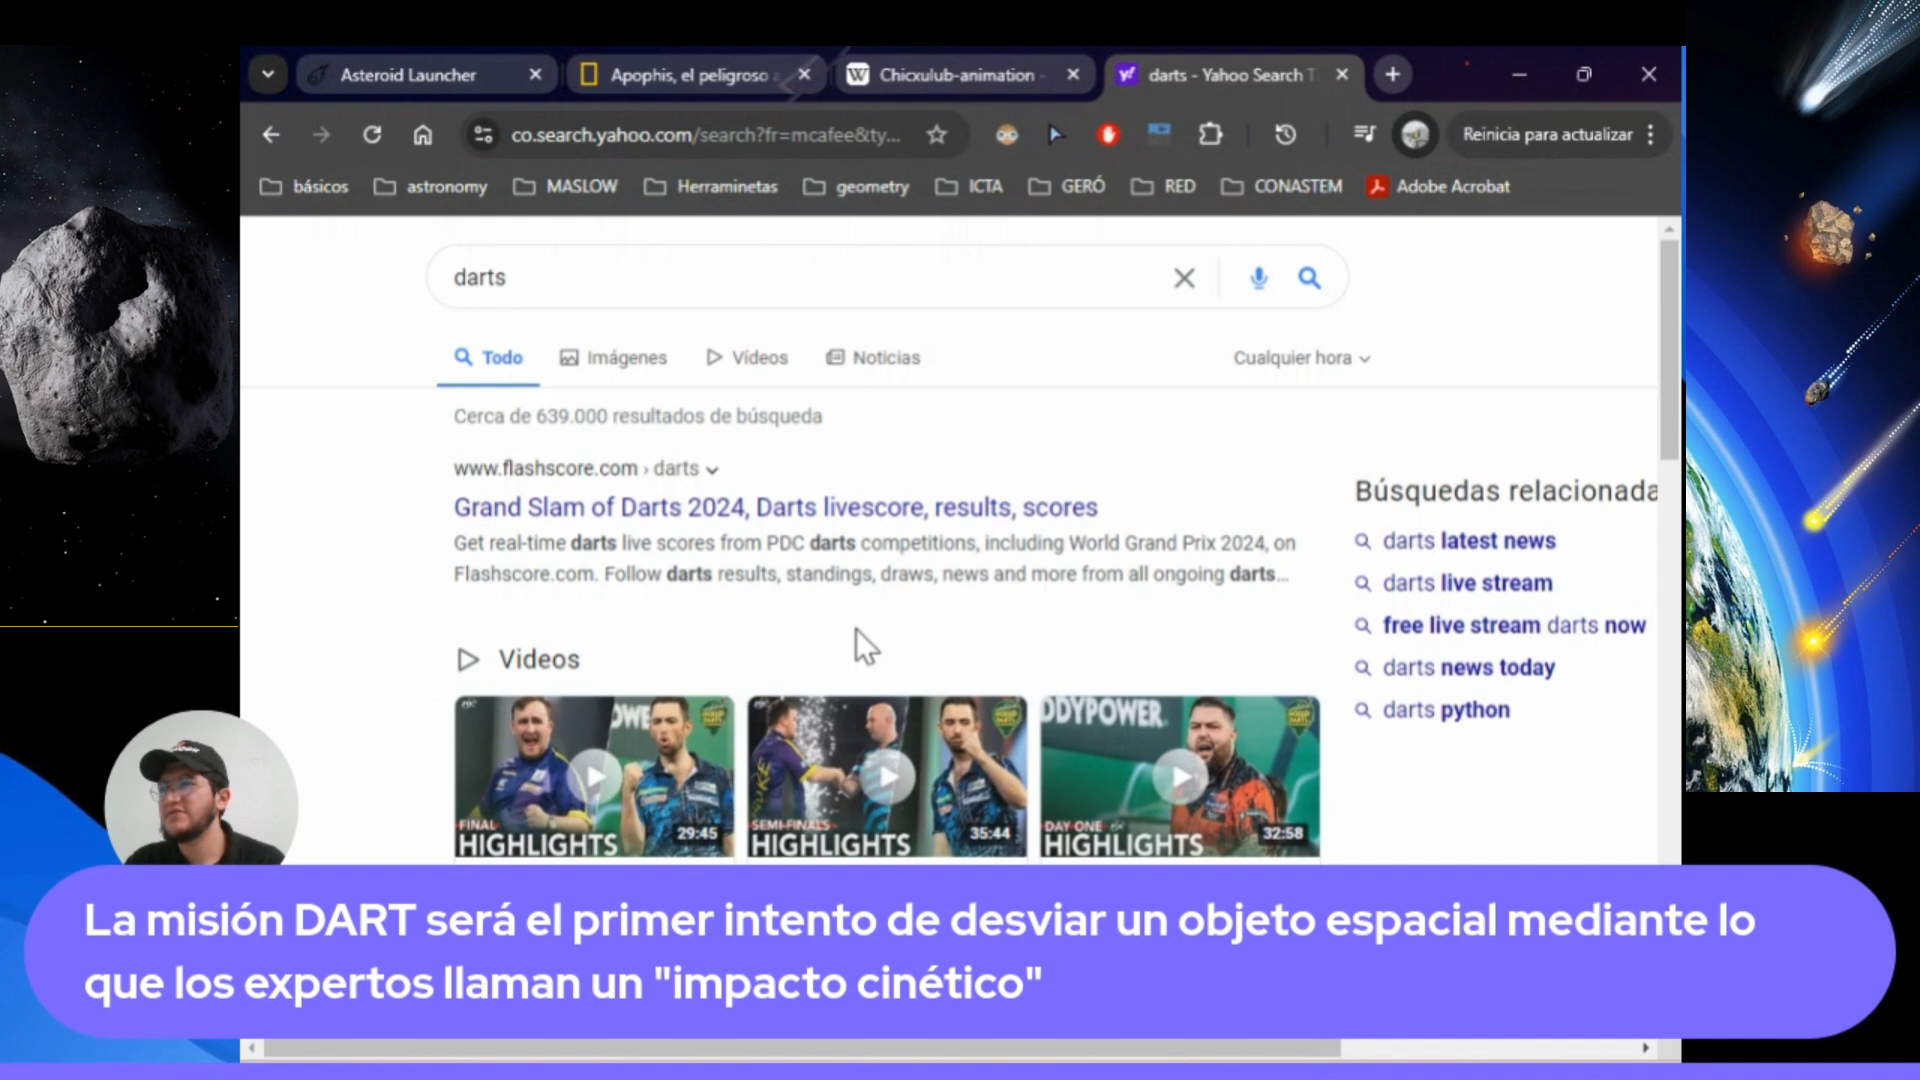 Asteroid Launcher
Apophis, el peligroso a
Chicxulub-animation -
darts - Yahoo Search
co.search.yahoo.com/search?fr=mcafee&ty...
Reinicia para actualizar
básicos
astronomy
MASLOW
Herraminetas
geometry
ICTA
GERÓ
RED
CONASTEM
Adobe Acrobat
darts
Todo
Imágenes
Vídeos
Noticias
Cualquier hora
Cerca de 639.000 resultados de búsqueda
www.flashscore.com › darts
Grand Slam of Darts 2024, Darts livescore, results, scores
Get real-time darts live scores from PDC darts competitions, including World Grand Prix 2024, on
Flashscore.com. Follow darts results, standings, draws, news and more from all ongoing darts...
Búsquedas relacionada
darts latest news
darts live stream
free live stream darts now
darts news today
darts python
Videos
FINAL
HIGHLIGHTS
29:45
SEMI-FINALS
HIGHLIGHTS
35:44
DDYPOWER.
DAY ONE
HIGHLIGHTS
32:58
La misión DART será el primer intento de desviar un objeto espacial mediante lo
que los expertos llaman un "impacto cinético"